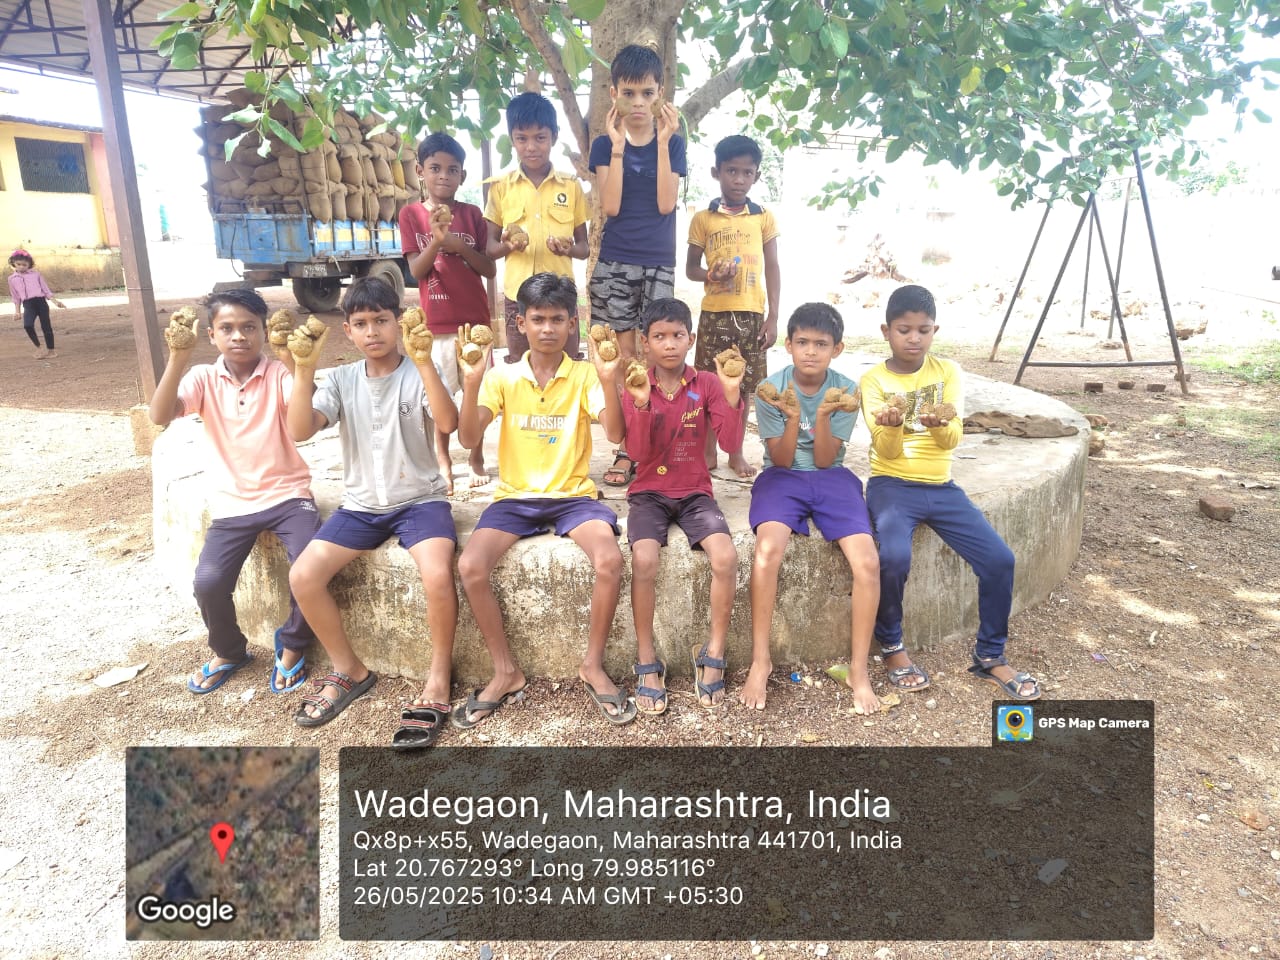 I'M POSSIBLE
GPS Map Camera
Wadegaon, Maharashtra, India
Qx8p+x55, Wadegaon, Maharashtra 441701, India
Lat 20.767293° Long 79.985116°
26/05/2025 10:34 AM GMT +05:30
Google